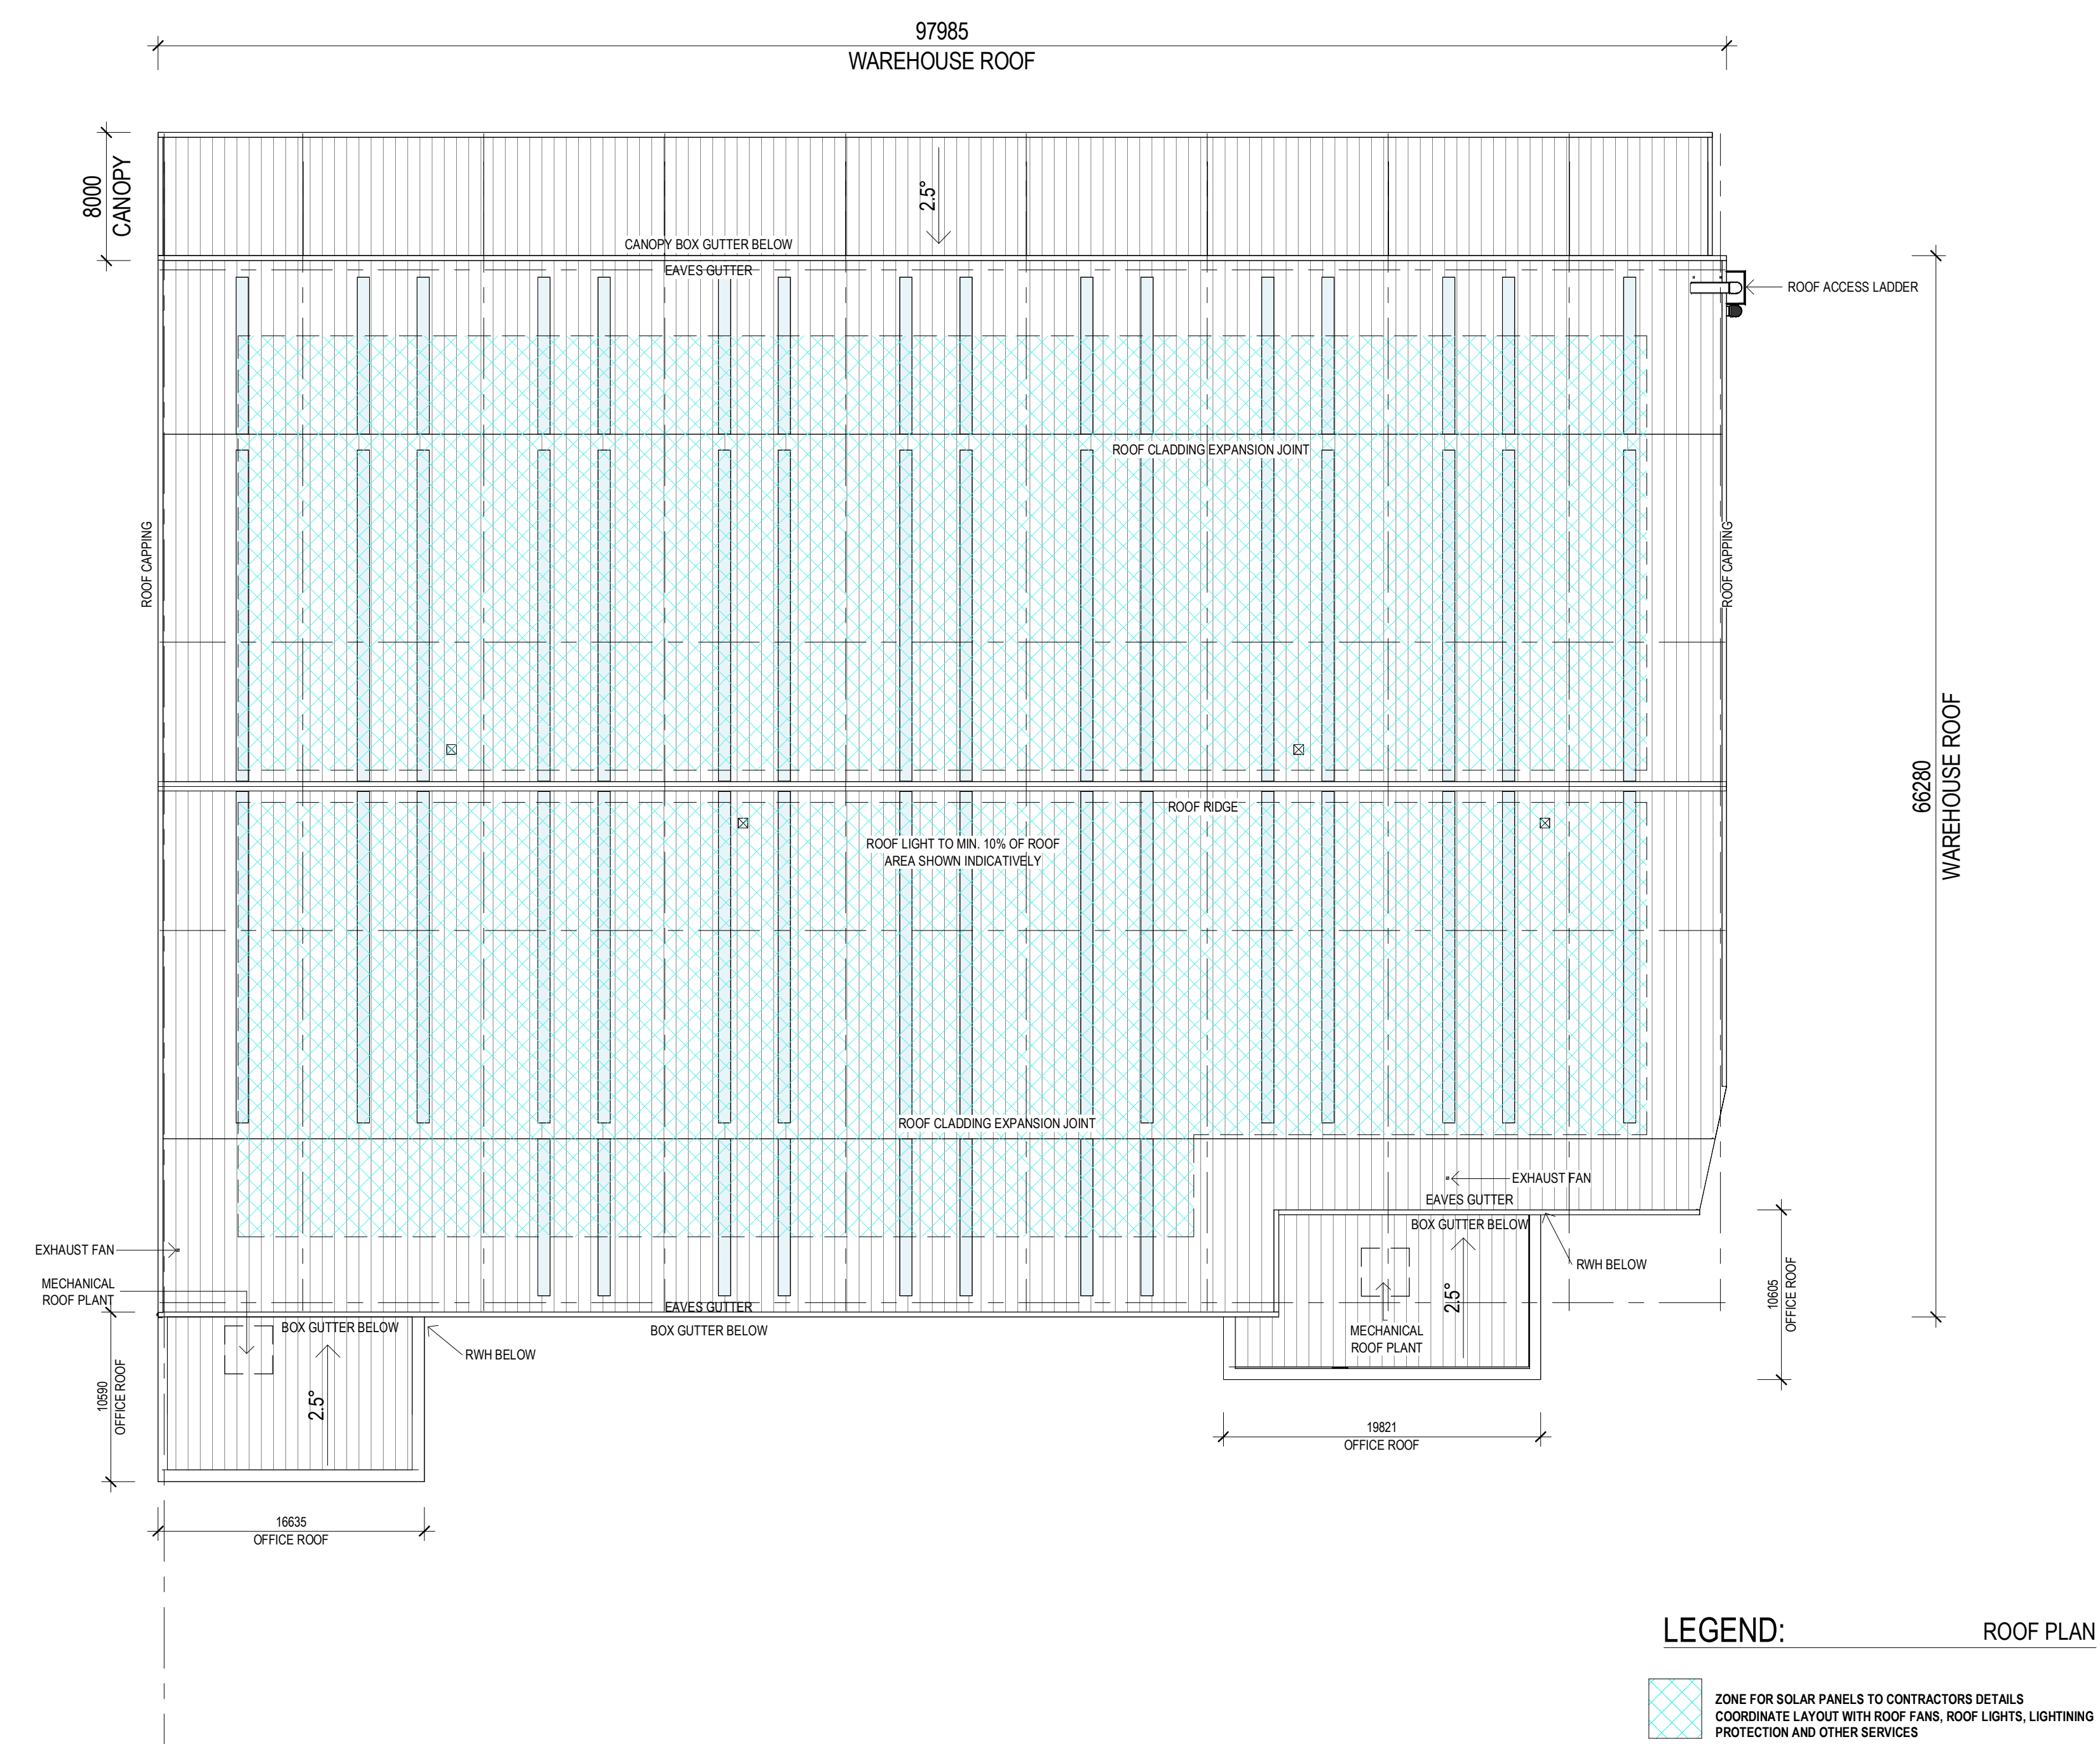 97985
WAREHOUSE ROOF
8000
CANOPY
2.5°
CANOPY BOX GUTTER BELOW
EAVES GUTTER
ROOF ACCESS LADDER
ROOF CLADDING EXPANSION JOINT
ROOF CAPPING
ROOF CAPPING
66280
WAREHOUSE ROOF
ROOF RIDGE
ROOF LIGHT TO MIN. 10% OF ROOF
AREA SHOWN INDICATIVELY
ROOF CLADDING EXPANSION JOINT
EXHAUST FAN
EAVES GUTTER
BOX GUTTER BELOW
EXHAUST FAN
RWH BELOW
MECHANICAL
ROOF PLANT
2.5°
10605
OFFICE ROOF
EAVES GUTTER
BOX GUTTER BELOW
BOX GUTTER BELOW
MECHANICAL
ROOF PLANT
RWH BELOW
10590
OFFICE ROOF
2.5°
19821
OFFICE ROOF
16635
OFFICE ROOF
LEGEND:
ROOF PLAN
ZONE FOR SOLAR PANELS TO CONTRACTORS DETAILS
COORDINATE LAYOUT WITH ROOF FANS, ROOF LIGHTS, LIGHTINING
PROTECTION AND OTHER SERVICES